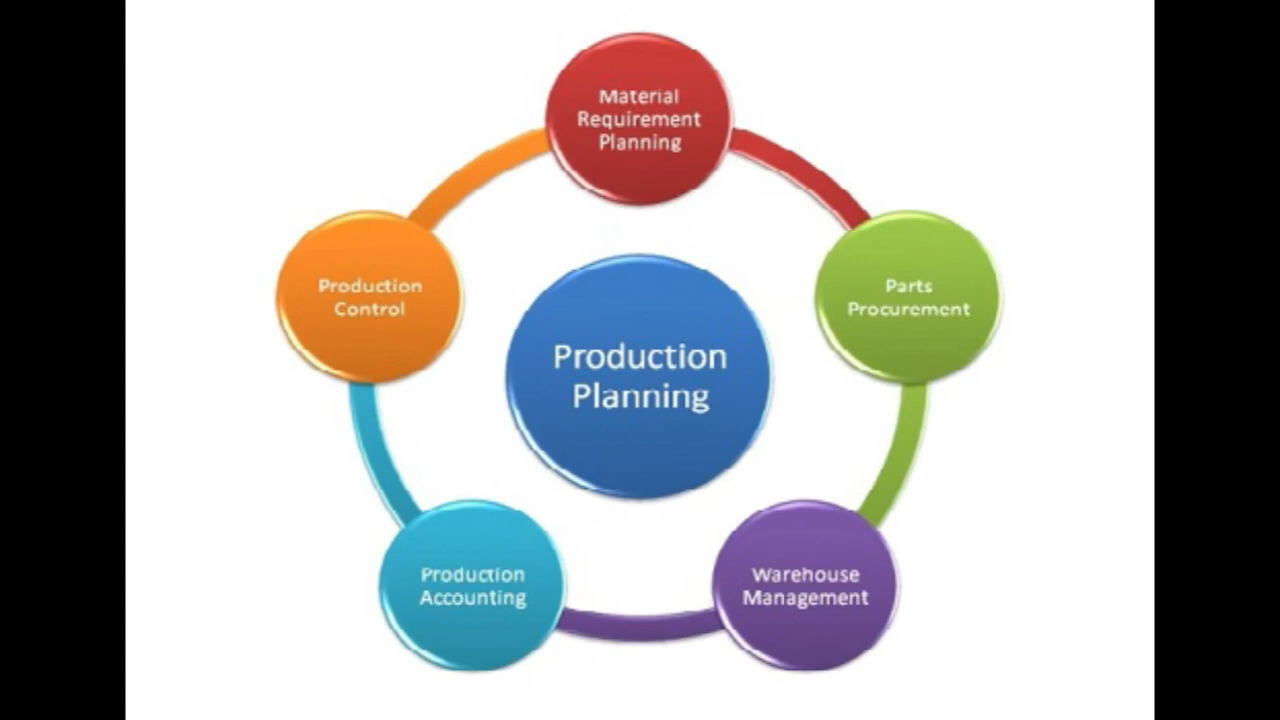 Material
Requirement
Planning
Parts
Procurement
Warehouse
Management
Production
Accounting
Production
Control
Production
Planning